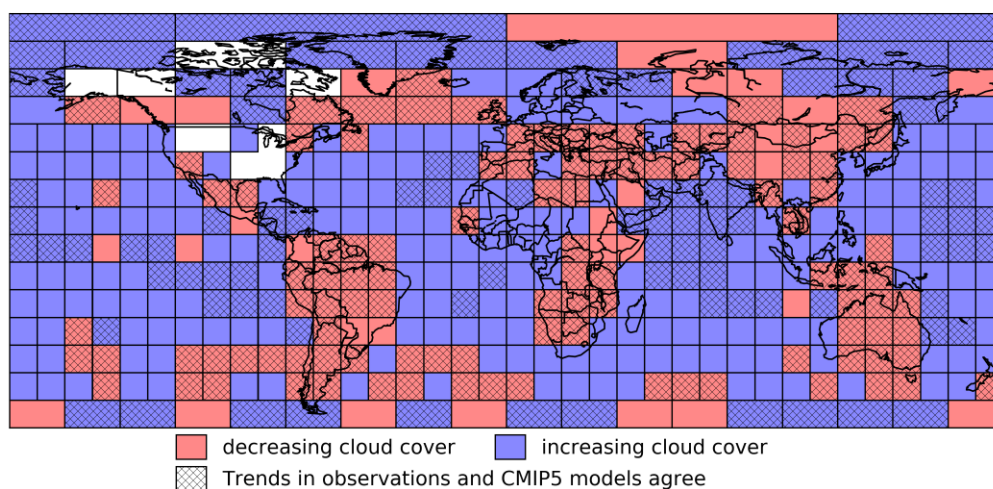 decreasing cloud cover increasing cloud cover
Trends in observations and CMIP5 models agree